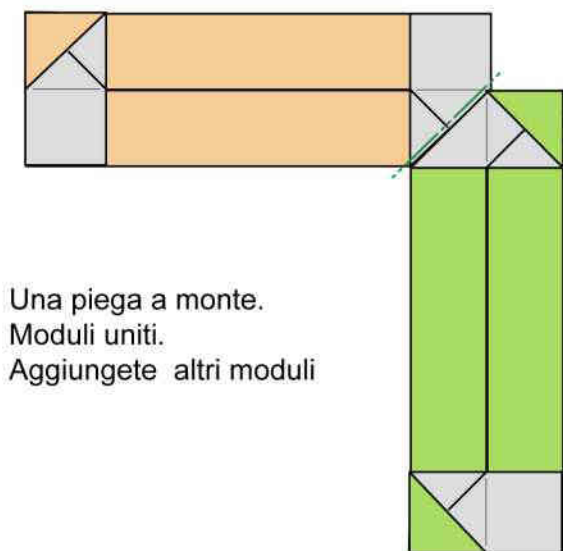 Una piega a monte.
Moduli uniti.
Aggiungete altri moduli